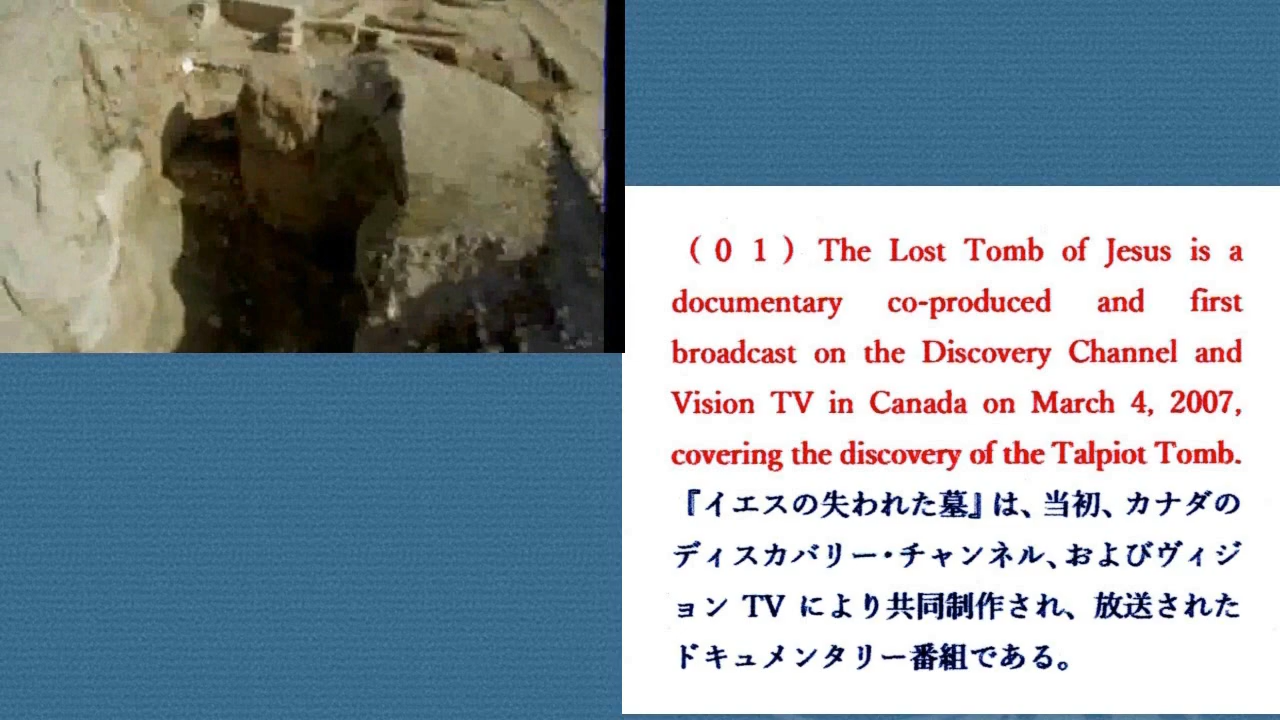 (01) The Lost Tomb of Jesus is a
documentary co-produced and first
broadcast on the Discovery Channel and
Vision TV in Canada on March 4, 2007,
covering the discovery of the Talpiot Tomb.
『イエスの失われた墓』は、当初、カナダの
ディスカバリー・チャンネル、およびヴィジ
ョン TV により共同制作され、放送された
ドキュメンタリー番組である。